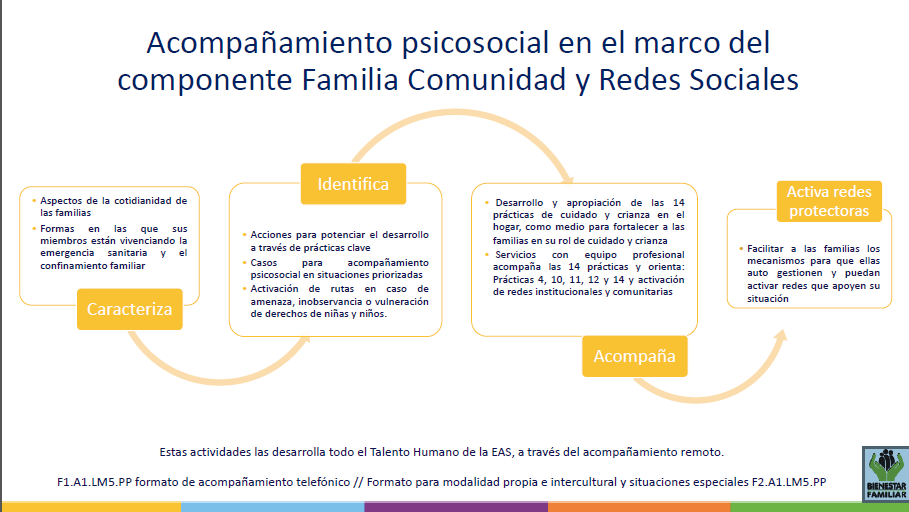 Acompañamiento psicosocial en el marco del
componente Familia Comunidad y Redes Sociales
• Aspectos de la cotidianidad de
las familias
• Formas en las que sus
miembros están vivenciando la
emergencia sanitaria y el
confinamiento familiar
Caracteriza
Identifica
• Acciones para potenciar el desarrollo
a través de prácticas clave
• Casos para acompañamiento
psicosocial en situaciones priorizadas
• Activación de rutas en caso de
amenaza, inobservancia o vulneración
de derechos de niñas y niños.
• Desarrollo y apropiación de las 14
prácticas de cuidado y crianza en el
hogar, como medio para fortalecer a las
familias en su rol de cuidado y crianza
• Servicios con equipo profesional
acompaña las 14 prácticas y orienta:
Prácticas 4, 10, 11, 12 y 14 y activación
de redes institucionales y comunitarias
Acompaña
Activa redes
protectoras
• Facilitar a las familias los
mecanismos para que ellas
auto gestionen y puedan
activar redes que apoyen su
situación
Estas actividades las desarrolla todo el Talento Humano de la EAS, a través del acompañamiento remoto.
F1.A1.LM5.PP formato de acompañamiento telefónico // Formato para modalidad propia e intercultural y situaciones especiales F2.A1.LM5.PP
BIENESTAR
FAMILIAR